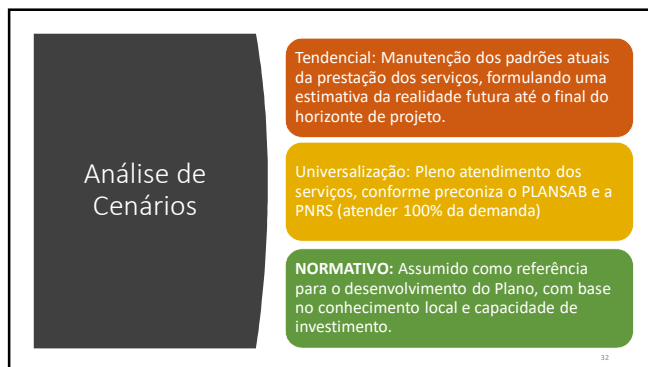 Análise de
Cenários
Tendencial: Manutenção dos padrões atuais
da prestação dos serviços, formulando uma
estimativa da realidade futura até o final do
horizonte de projeto.
Universalização: Pleno atendimento dos
serviços, conforme preconiza o PLANSAB e a
PNRS (atender 100% da demanda)
NORMATIVO: Assumido como referência
para o desenvolvimento do Plano, com base
no conhecimento local e capacidade de
investimento.
32